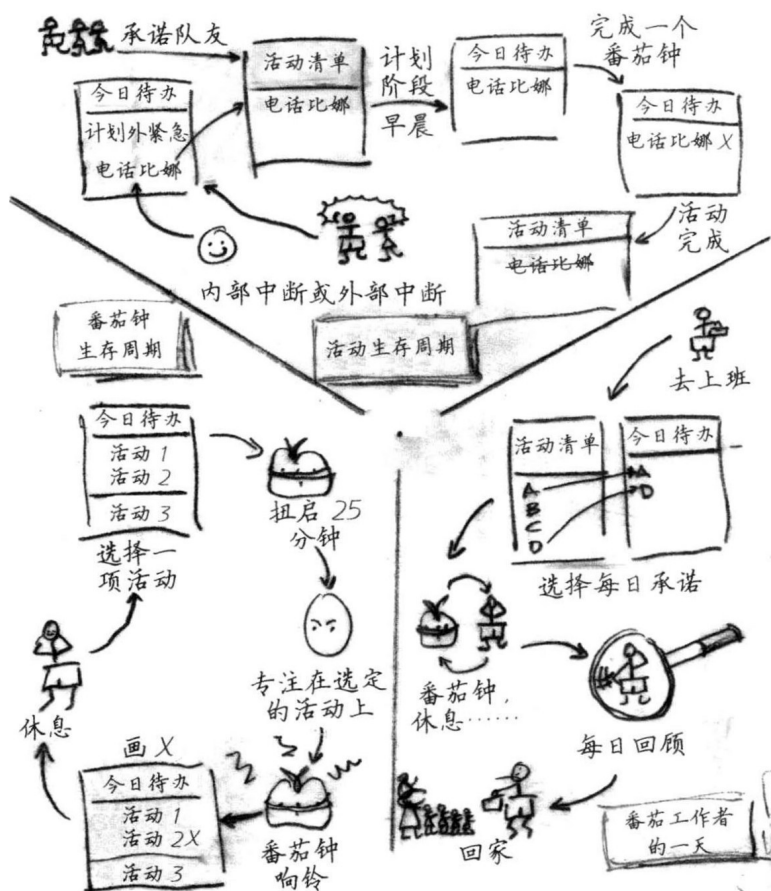 承诺队友
活动清单
电话比娜
今日待办
计划外紧急
电话比娜
计划
阶段
早晨
今日待办
电话比娜
完成一个
番茄钟
今日待办
电话比娜 X
活动
完成
活动清单
电话比娜
内部中断或外部中断
活动生存周期
番茄钟
生存周期
今日待办
活动 1
活动 2
活动 3
选择一
项活动
扭启 25
分钟
专注在选定
的活动上
番茄钟
响铃
画 X
今日待办
活动 1
活动 2X
活动 3
休息
去上班
活动清单
A
B
C
D
今日待办
A
D
选择每日承诺
番茄钟，
休息……
每日回顾
回家
番茄工作者
的一天